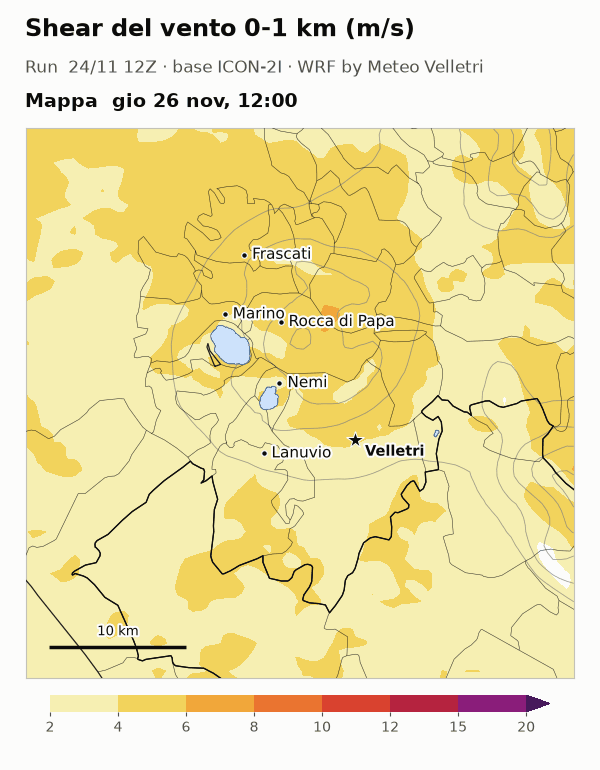 Shear del vento 0-1 km (m/s)
Run  24/11 12Z · base ICON-2I · WRF by Meteo Velletri
Mappa  gio 26 nov, 12:00
Frascati
Marino
Rocca di Papa
Nemi
Velletri
Lanuvio
10 km
2 4 6 8 10 12 15 20